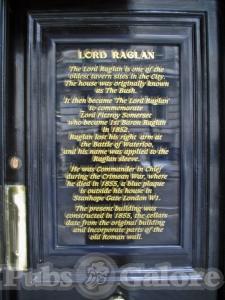 LORD RAGLAN
The Lord Raglan is one of the
oldest tavern sites in the City.
The house was originally known
as The Bush.
It then became 'The Lord Raglan'
to commemorate
Lord Fitzroy Somerset
who became 1st Baron Raglan
in 1852.
Raglan lost his right arm at
the Battle of Waterloo,
and his name was applied to the
Raglan sleeve.
He was Commander in Chief
during the Crimean War, where
he died in 1855, a blue plaque
is outside his house in
Stanhope Gate London W1.
The present building was
constructed in 1855, the cellars
date from the original building
and incorporate parts of the
old Roman wall.
Pubs Galore